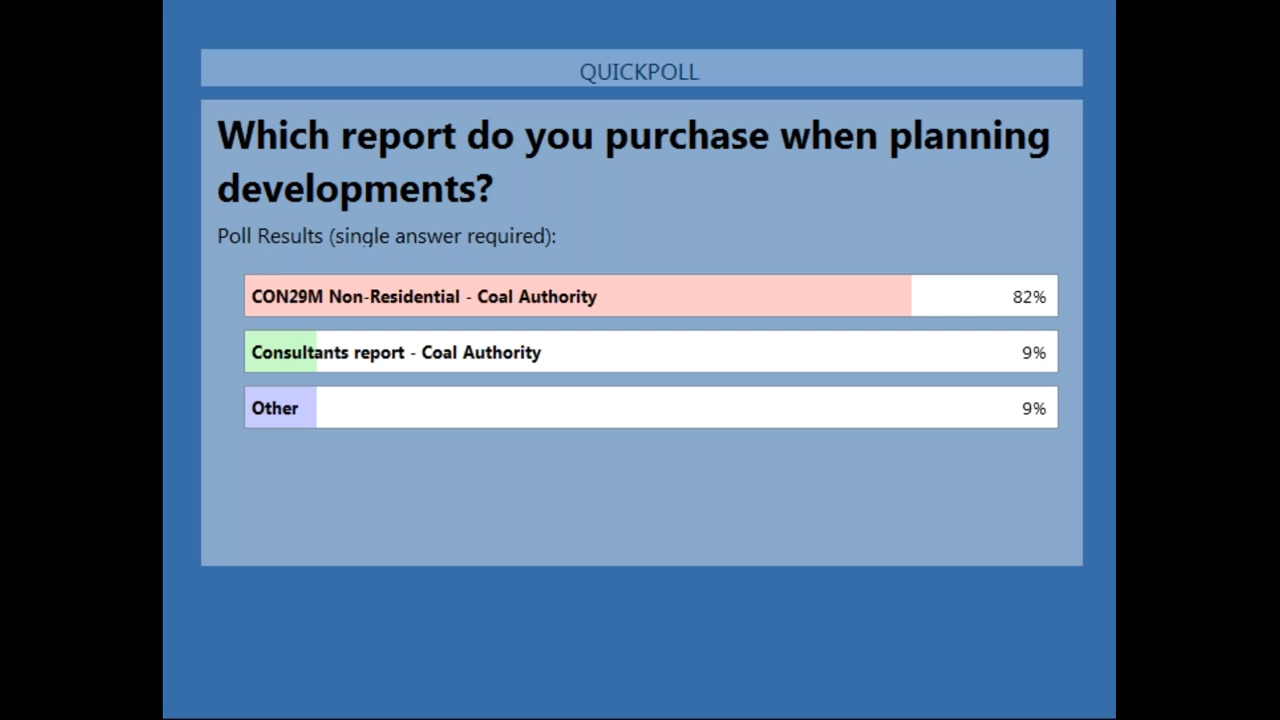 QUICKPOLL
Which report do you purchase when planning
developments?
Poll Results (single answer required):
CON29M Non-Residential - Coal Authority 82%
Consultants report - Coal Authority 9%
Other 9%